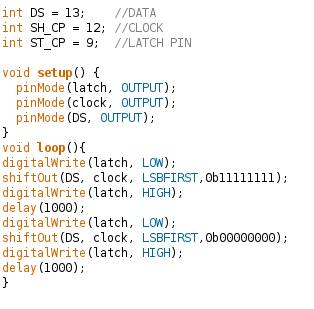 int DS = 13;    //DATA
int SH_CP = 12; //CLOCK
int ST_CP = 9;  //LATCH PIN

void setup() {
  pinMode(latch, OUTPUT);
  pinMode(clock, OUTPUT);
  pinMode(DS, OUTPUT);
}
void loop(){
digitalWrite(latch, LOW);
shiftOut(DS, clock, LSBFIRST,0b11111111);
digitalWrite(latch, HIGH);
delay(1000);
digitalWrite(latch, LOW);
shiftOut(DS, clock, LSBFIRST,0b00000000);
digitalWrite(latch, HIGH);
delay(1000);
}